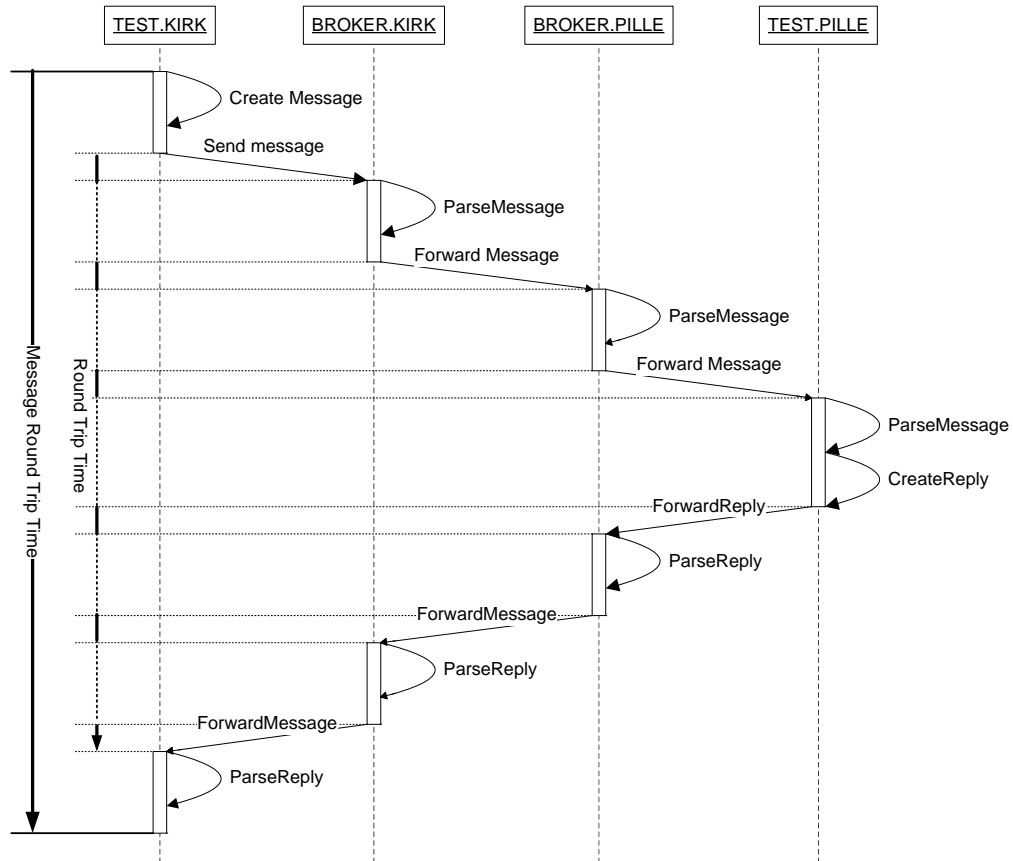 TEST.KIRK
BROKER.KIRK
BROKER.PILLE
TEST.PILLE
Create Message
Send message
ParseMessage
Forward Message
ParseMessage
Forward Message
Message Round Trip Time
Round Trip Time
ParseMessage
CreateReply
ForwardReply
ParseReply
ForwardMessage
ParseReply
ForwardMessage
ParseReply